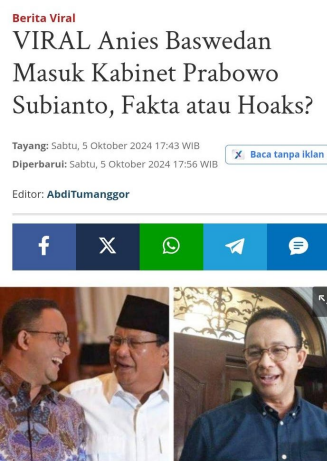 Berita Viral
VIRAL Anies Baswedan
Masuk Kabinet Prabowo
Subianto, Fakta atau Hoaks?
Tayang: Sabtu, 5 Oktober 2024 17:43 WIB
Diperbarui: Sabtu, 5 Oktober 2024 17:56 WIB
Baca tanpa iklan
Editor: AbdiTumanggor